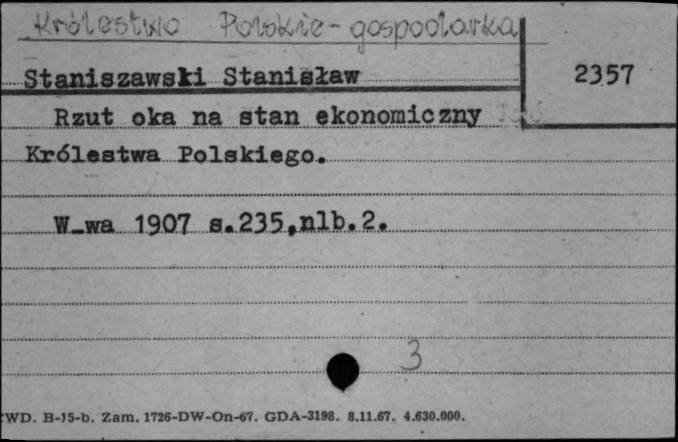 Królestwo Polskie - gospodarka
Staniszawski Stanisław
2357
Rzut oka na stan ekonomiczny
Królestwa Polskiego.
W-wa 1907 s.235,nlb.2.
3
WD. B-15-b. Zam. 1726-DW-On-67. GDA-3198. 8.11.67. 4.630.000.